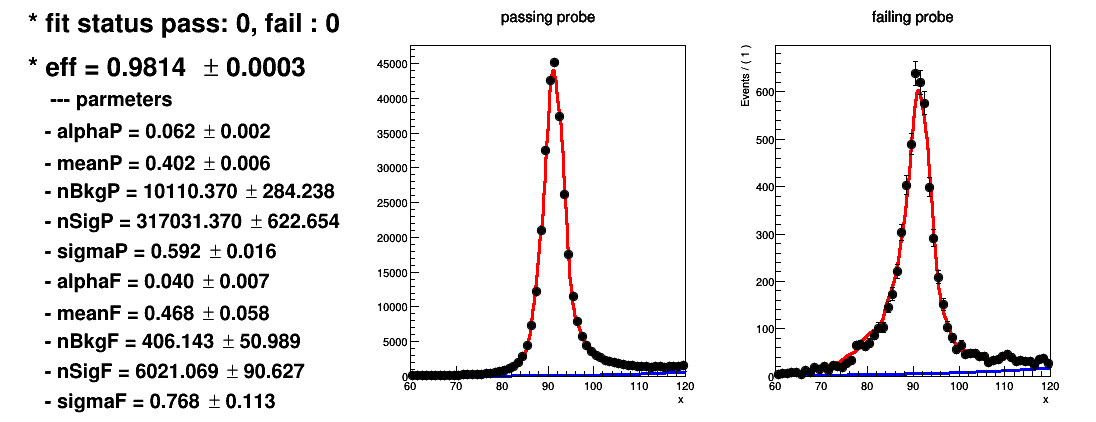 * fit status pass: 0, fail : 0
* eff = 0.9814 ± 0.0003
--- parmeters
- alphaP = 0.062 ± 0.002
- meanP = 0.402 ± 0.006
- nBkgP = 10110.370 ± 284.238
- nSigP = 317031.370 ± 622.654
- sigmaP = 0.592 ± 0.016
- alphaF = 0.040 ± 0.007
- meanF = 0.468 ± 0.058
- nBkgF = 406.143 ± 50.989
- nSigF = 6021.069 ± 90.627
- sigmaF = 0.768 ± 0.113
passing probe
45000
40000
35000
30000
25000
20000
15000
10000
5000
0
60 70 80 90 100 110 120
x
failing probe
Events / ( 1 )
600
500
400
300
200
100
0
60 70 80 90 100 110 120
x